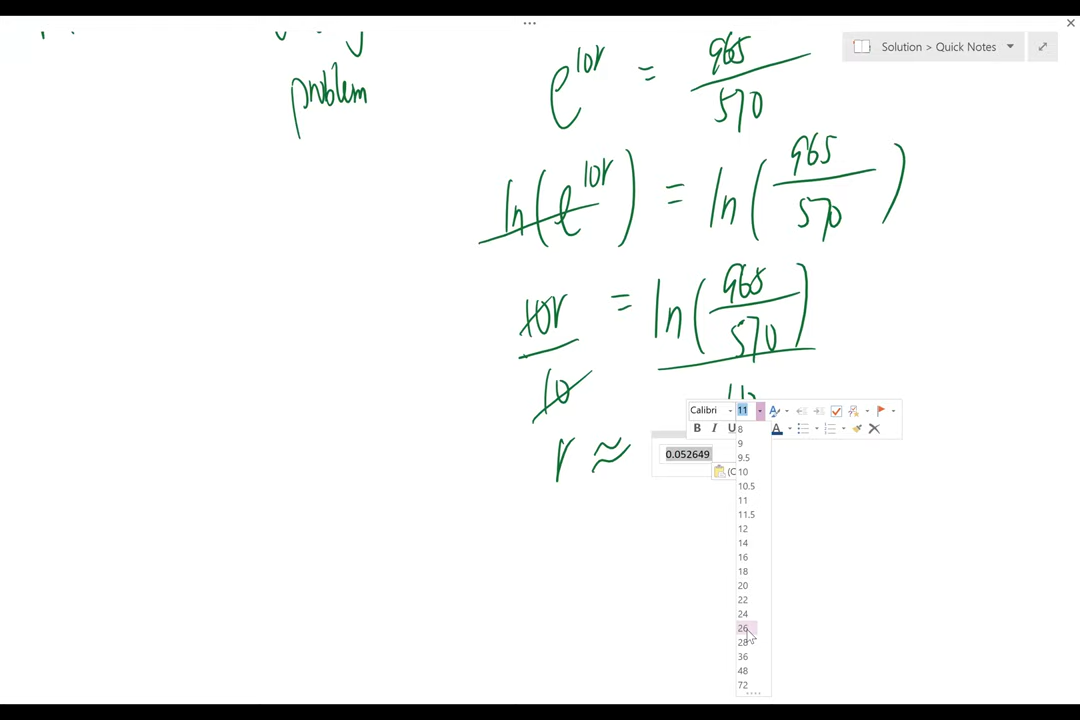 Solution > Quick Notes
problem
e^10r = 965/570
ln(e^10r) = ln(965/570)
10r/10 = ln(965/570)/10
Calibri 11
B I U A
r ≈ 0.052649
8
9
9.5
10
10.5
11
11.5
12
14
16
18
20
22
24
26
28
36
48
72